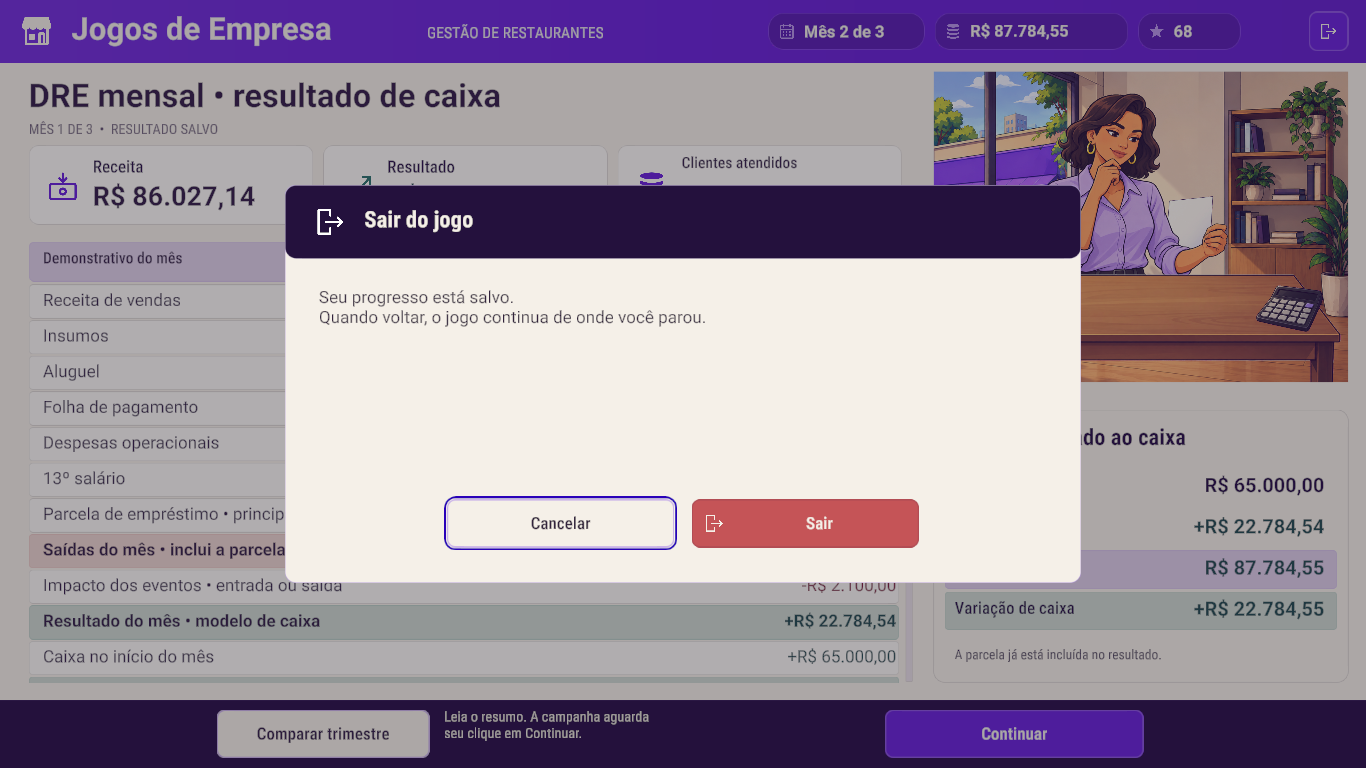 Jogos de Empresa
GESTÃO DE RESTAURANTES
Mês 2 de 3
R$ 87.784,55
68
DRE mensal • resultado de caixa
MÊS 1 DE 3 • RESULTADO SALVO
Receita
R$ 86.027,14
Resultado
Clientes atendidos
Sair do jogo
Seu progresso está salvo.
Quando voltar, o jogo continua de onde você parou.
Cancelar
Sair
Demonstrativo do mês
Receita de vendas
Insumos
Aluguel
Folha de pagamento
Despesas operacionais
13º salário
Parcela de empréstimo • princip
Saídas do mês • inclui a parcela
Impacto dos eventos • entrada ou saída -R$ 2.100,00
Resultado do mês • modelo de caixa +R$ 22.784,54
Caixa no início do mês +R$ 65.000,00
do ao caixa
R$ 65.000,00
+R$ 22.784,54
R$ 87.784,55
Variação de caixa +R$ 22.784,55
A parcela já está incluída no resultado.
Comparar trimestre
Leia o resumo. A campanha aguarda
seu clique em Continuar.
Continuar